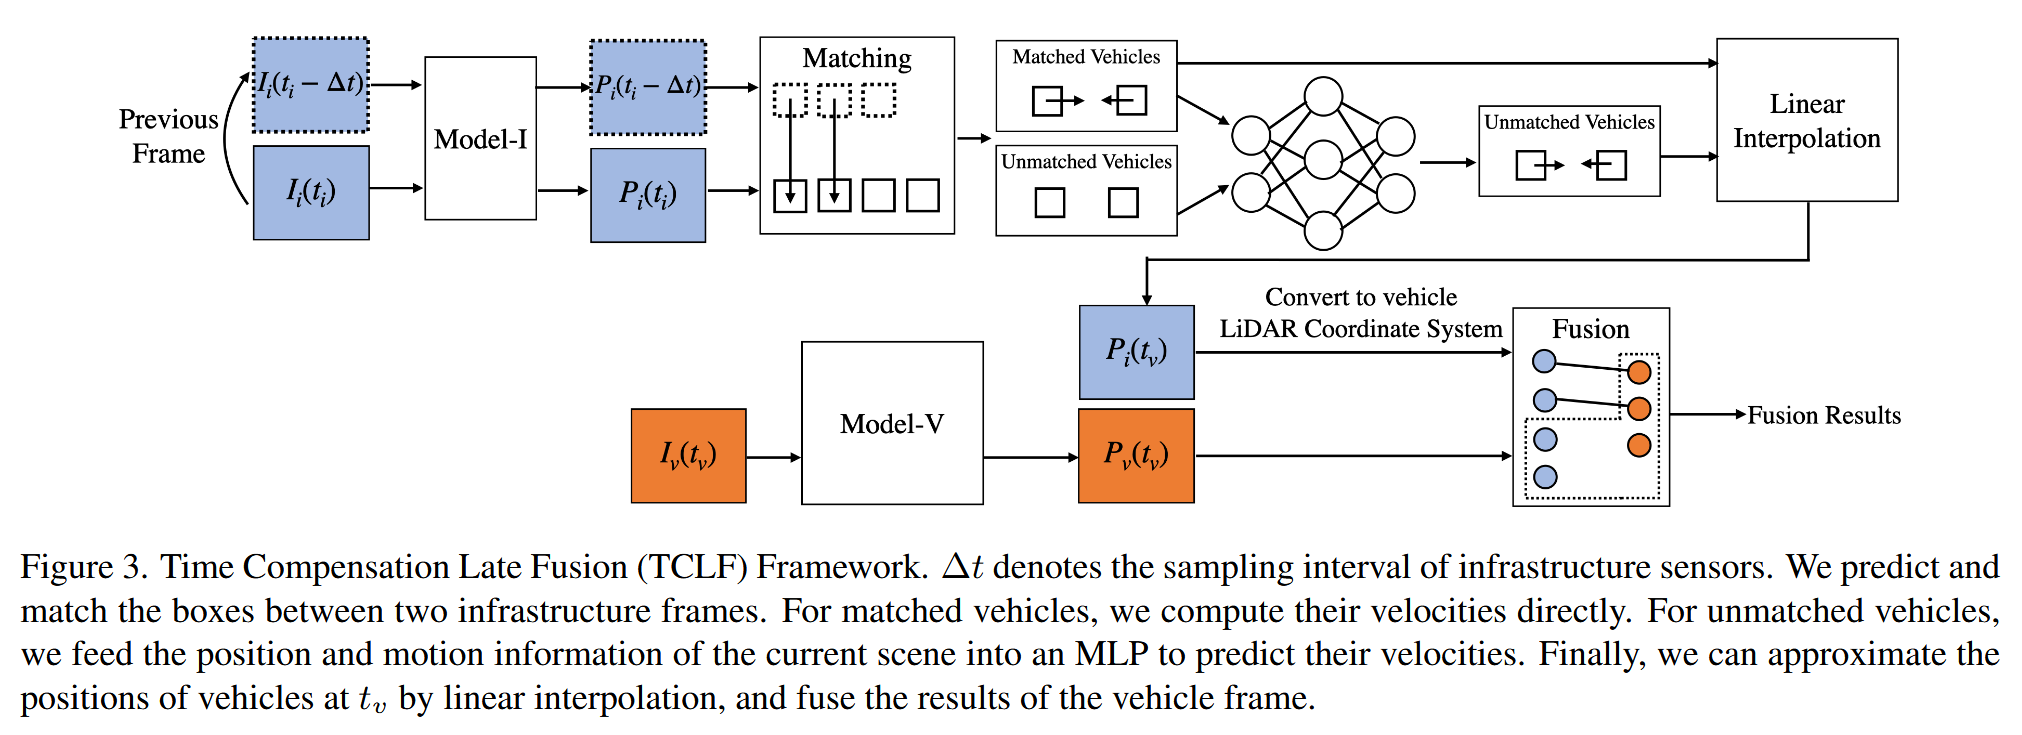 Previous
Frame
I_i(t_i − Δt)
I_i(t_i)
Model-I
P_i(t_i − Δt)
P_i(t_i)
Matching
Matched Vehicles
Unmatched Vehicles
Unmatched Vehicles
Linear
Interpolation
Convert to vehicle
LiDAR Coordinate System
P_i(t_v)
I_v(t_v)
Model-V
P_v(t_v)
Fusion
Fusion Results
Figure 3. Time Compensation Late Fusion (TCLF) Framework. Δt denotes the sampling interval of infrastructure sensors. We predict and
match the boxes between two infrastructure frames. For matched vehicles, we compute their velocities directly. For unmatched vehicles,
we feed the position and motion information of the current scene into an MLP to predict their velocities. Finally, we can approximate the
positions of vehicles at t_v by linear interpolation, and fuse the results of the vehicle frame.